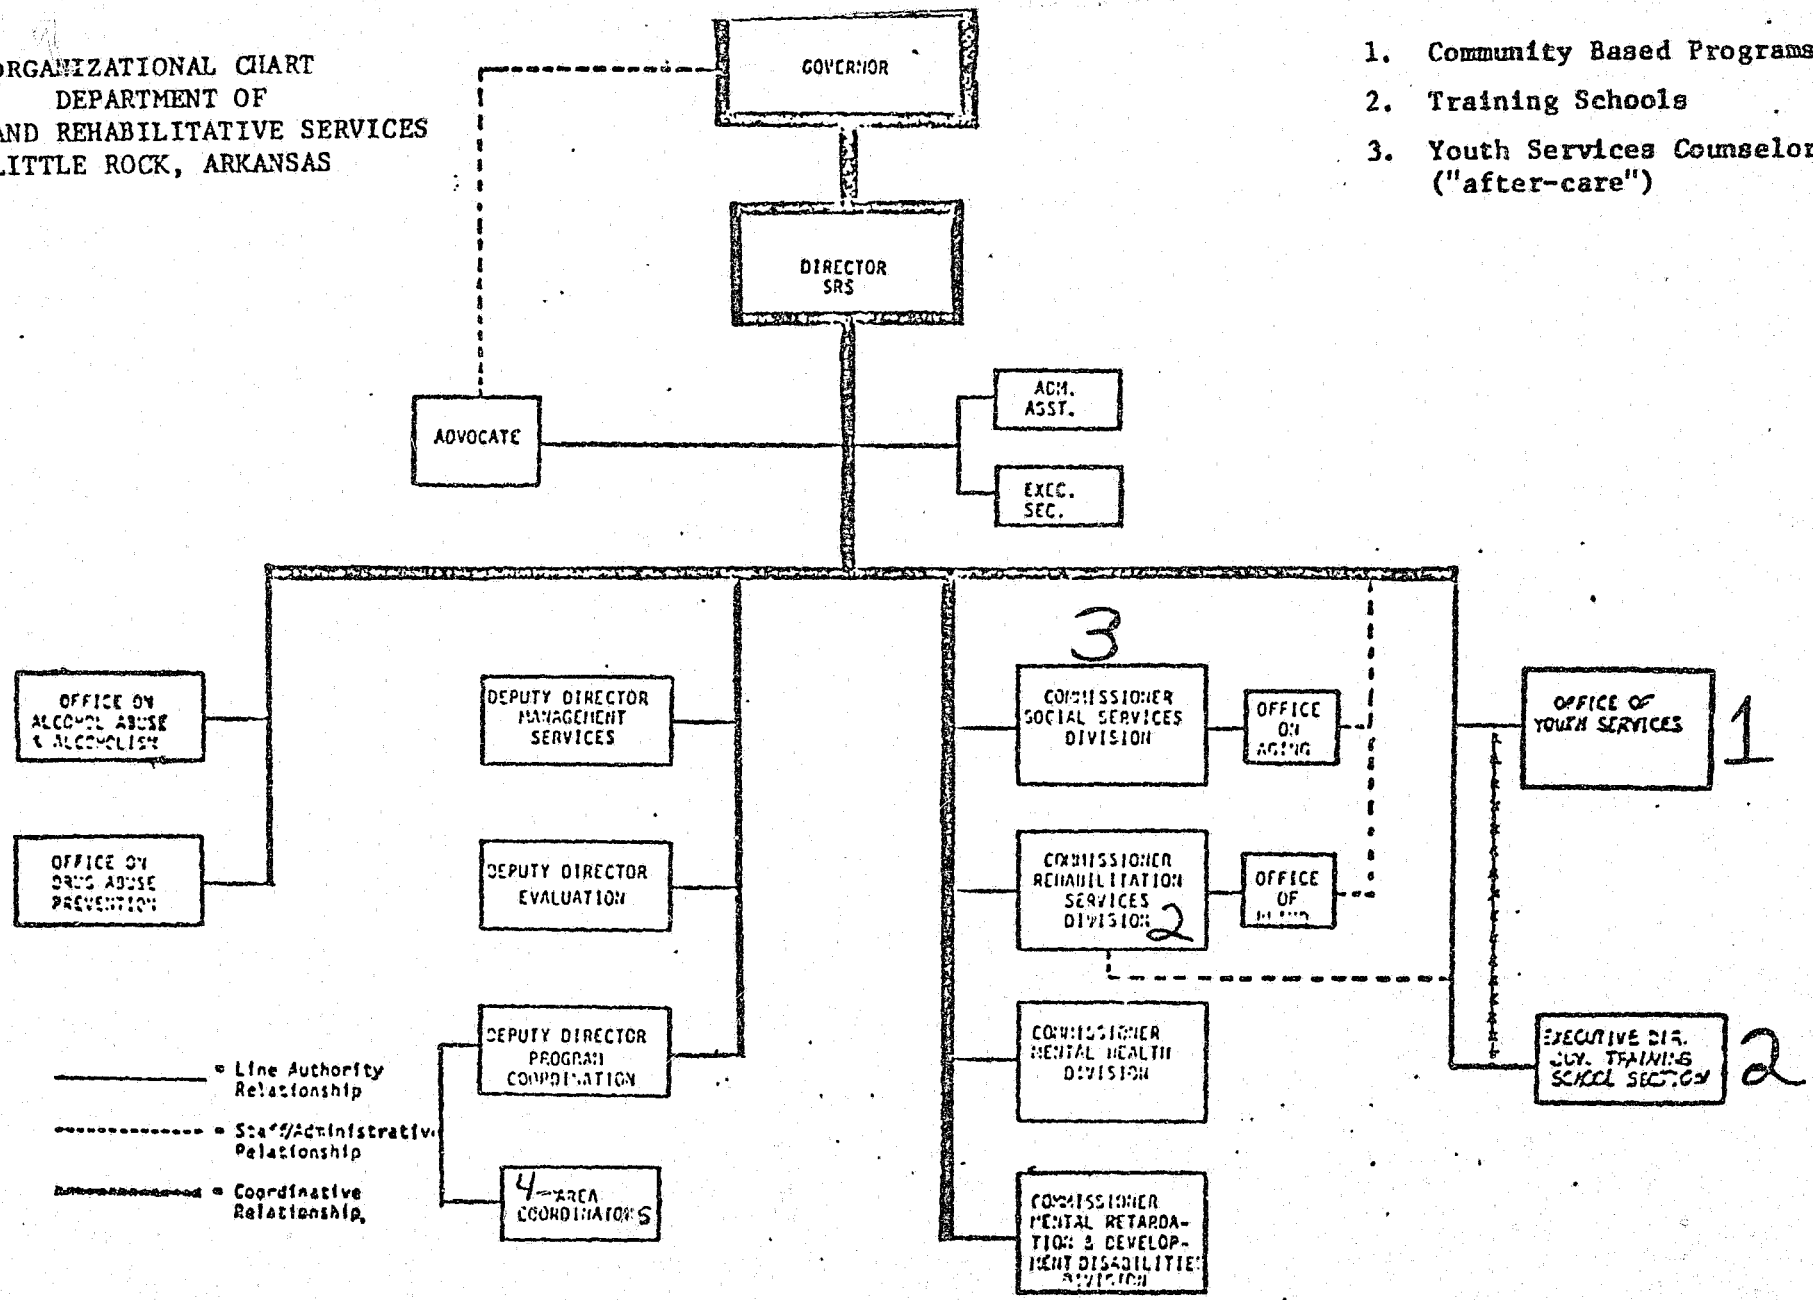 ORGANIZATIONAL CHART
DEPARTMENT OF
AND REHABILITATIVE SERVICES
LITTLE ROCK, ARKANSAS
1. Community Based Programs
2. Training Schools
3. Youth Services Counselor
("after-care")
GOVERNOR
DIRECTOR
SRS
ADVOCATE
ADM.
ASST.
EXEC.
SEC.
OFFICE ON
ALCOHOL ABUSE
& ALCOHOLISM
OFFICE ON
DRUG ABUSE
PREVENTION
DEPUTY DIRECTOR
MANAGEMENT
SERVICES
DEPUTY DIRECTOR
EVALUATION
DEPUTY DIRECTOR
PROGRAM
COORDINATION
4-AREA
COORDINATORS
3
COMMISSIONER
SOCIAL SERVICES
DIVISION
OFFICE
ON
AGING
COMMISSIONER
REHABILITATION
SERVICES
DIVISION 2
OFFICE
OF
BLIND
COMMISSIONER
MENTAL HEALTH
DIVISION
COMMISSIONER
MENTAL RETARDA-
TION & DEVELOP-
MENT DISABILITIE
DIVISION
OFFICE OF
YOUTH SERVICES
1
EXECUTIVE DIR.
JUV. TRAINING
SCHOOL SECTION
2
= Line Authority
Relationship
= Staff/Administrativ
Relationship
= Coordinative
Relationship